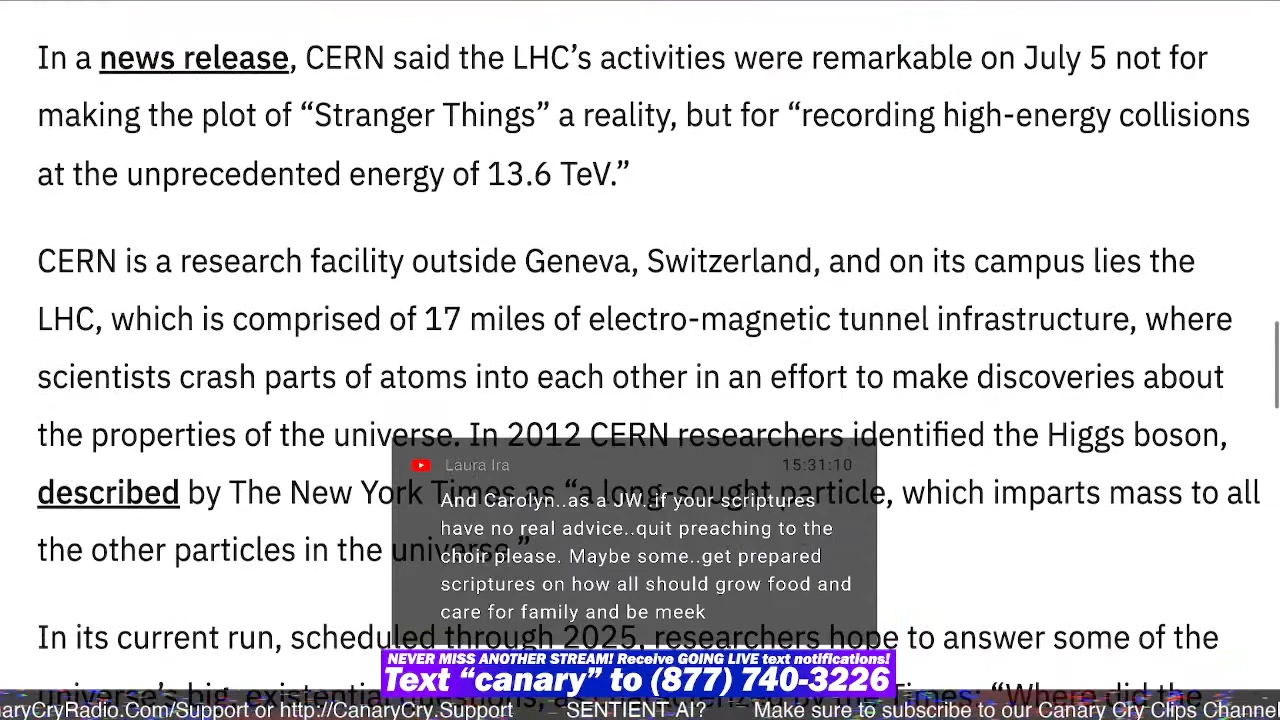 In a news release, CERN said the LHC’s activities were remarkable on July 5 not for
making the plot of “Stranger Things” a reality, but for “recording high-energy collisions
at the unprecedented energy of 13.6 TeV.”
CERN is a research facility outside Geneva, Switzerland, and on its campus lies the
LHC, which is comprised of 17 miles of electro-magnetic tunnel infrastructure, where
scientists crash parts of atoms into each other in an effort to make discoveries about
the properties of the universe. In 2012 CERN researchers identified the Higgs boson,
described by The New York Times as “a long-sought particle, which imparts mass to all
the other particles in the universe.”
Laura Ira 15:31:10
And Carolyn..as a JW..if your scriptures
have no real advice..quit preaching to the
choir please. Maybe some..get prepared
scriptures on how all should grow food and
care for family and be meek
In its current run, scheduled through 2025, researchers hope to answer some of the
NEVER MISS ANOTHER STREAM! Receive GOING LIVE text notifications!
Text “canary” to (877) 740-3226
universe’s big, existential Times: “Where did the
naryCryRadio.Com/Support or http://CanaryCry.Support SENTIENT AI? Make sure to subscribe to our Canary Cry Clips Channe